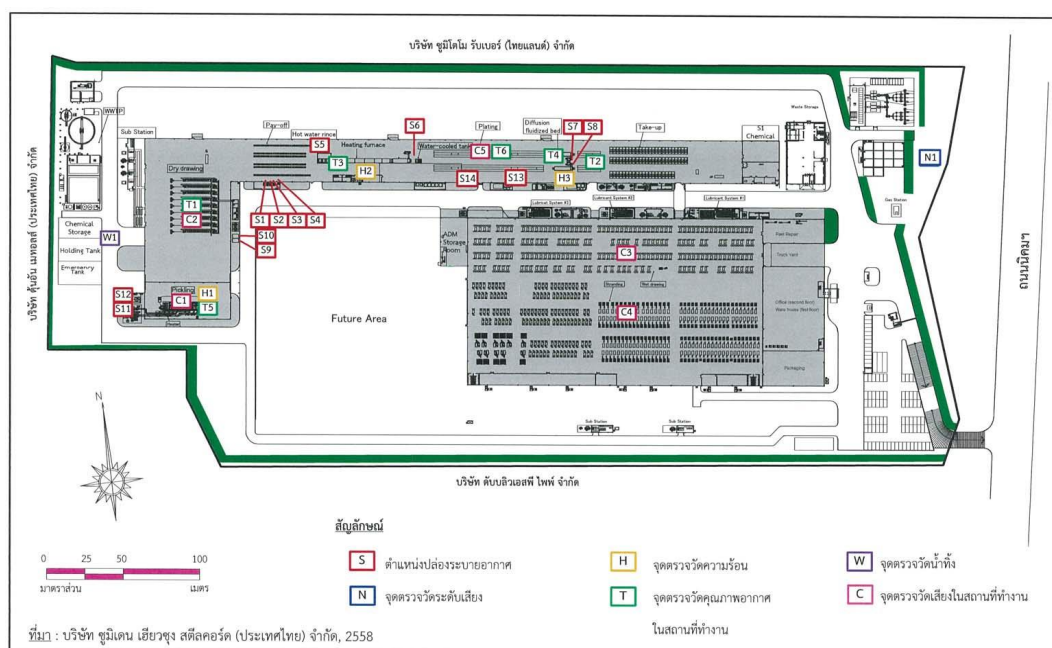 บริษัท ซูมิโตโม รับเบอร์ (ไทยแลนด์) จำกัด
บริษัท คุ้นอัน เมทอลส์ (ประเทศไทย) จำกัด
ถนนนิคมฯ
WWTP
Sub Station
Pay-off
Hot water rince
S5
Heating furnace
S6
Water-cooled tank
Plating
Diffusion fluidized bed
S7 S8
Take-up
S1 Chemical
Waste Storage
T3
H2
C5
T6
T4
T2
S14
S13
H3
N1
Gas Station
Dry drawing
T1
C2
S1 S2 S3 S4
S10
S9
Chemical Storage
W1
Holding Tank
Emergency Tank
ADM Storage Room
Lubricant System #2
Lubricant System #1
C3
Truck Yard
Pickling
S12
S11
C1
H1
T5
Future Area
C4
Packaging
Sub Station
Sub Station
บริษัท ดับบลิวเอสพี ไพพ์ จำกัด
N
0 25 50 100
มาตราส่วน เมตร
สัญลักษณ์
S ตำแหน่งปล่องระบายอากาศ
H จุดตรวจวัดความร้อน
W จุดตรวจวัดน้ำทิ้ง
N จุดตรวจวัดระดับเสียง
T จุดตรวจวัดคุณภาพอากาศ
ในสถานที่ทำงาน
C จุดตรวจวัดเสียงในสถานที่ทำงาน
ที่มา : บริษัท ซูมิเดน เฮียวซุง สตีลคอร์ด (ประเทศไทย) จำกัด, 2558